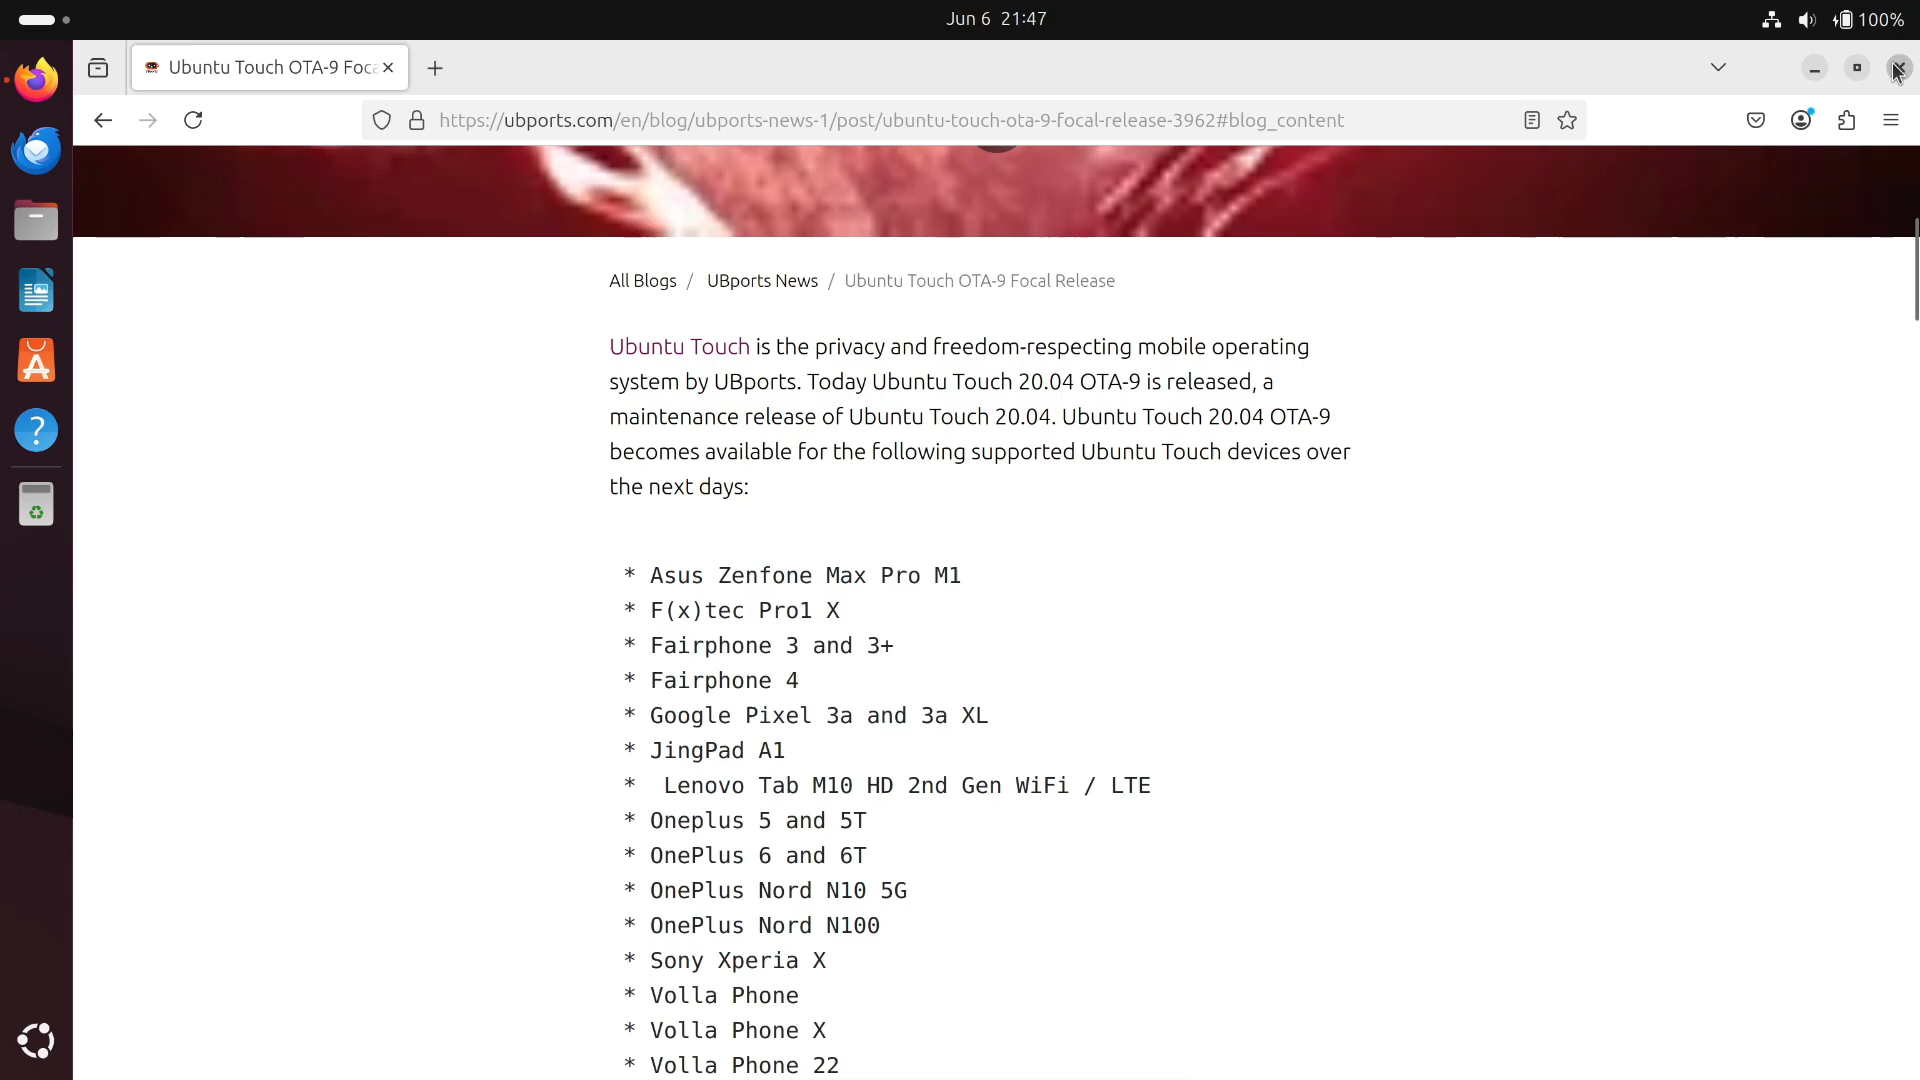 Jun 6 21:47
100%
Ubuntu Touch OTA-9 Foc
https://ubports.com/en/blog/ubports-news-1/post/ubuntu-touch-ota-9-focal-release-3962#blog_content
All Blogs / UBports News / Ubuntu Touch OTA-9 Focal Release
Ubuntu Touch is the privacy and freedom-respecting mobile operating
system by UBports. Today Ubuntu Touch 20.04 OTA-9 is released, a
maintenance release of Ubuntu Touch 20.04. Ubuntu Touch 20.04 OTA-9
becomes available for the following supported Ubuntu Touch devices over
the next days:
* Asus Zenfone Max Pro M1
* F(x)tec Pro1 X
* Fairphone 3 and 3+
* Fairphone 4
* Google Pixel 3a and 3a XL
* JingPad A1
* Lenovo Tab M10 HD 2nd Gen WiFi / LTE
* Oneplus 5 and 5T
* OnePlus 6 and 6T
* OnePlus Nord N10 5G
* OnePlus Nord N100
* Sony Xperia X
* Volla Phone
* Volla Phone X
* Volla Phone 22